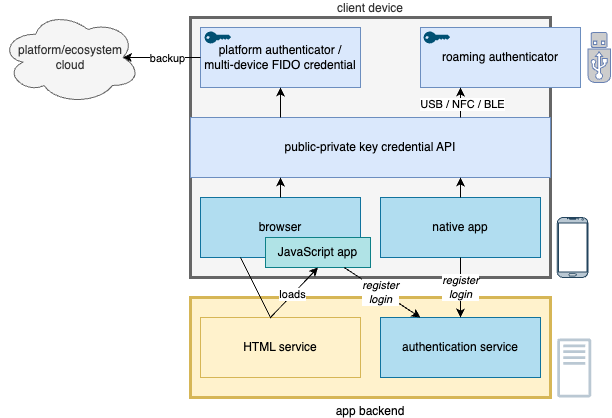 client device
platform/ecosystem
cloud
backup
platform authenticator /
multi-device FIDO credential
roaming authenticator
USB / NFC / BLE
public-private key credential API
browser
native app
JavaScript app
loads
register
login
register
login
HTML service
authentication service
app backend